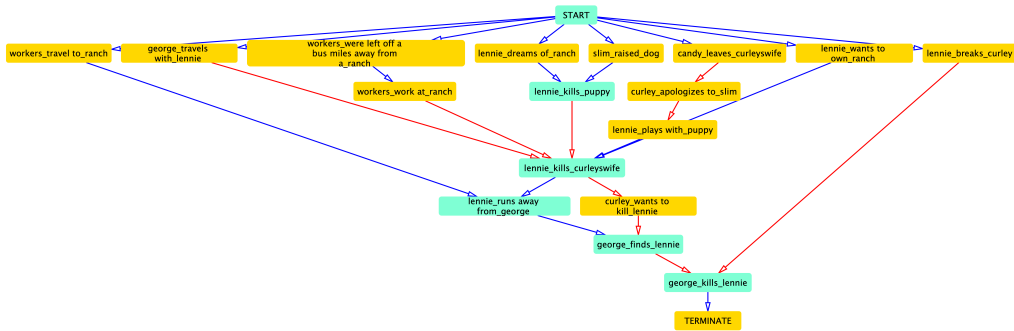 START
workers_travel to_ranch
george_travels
with_lennie
workers_were left off a
bus miles away from
a_ranch
lennie_dreams of_ranch
slim_raised_dog
candy_leaves_curleyswife
lennie_wants to
own_ranch
lennie_breaks_curley
workers_work at_ranch
lennie_kills_puppy
curley_apologizes to_slim
lennie_plays with_puppy
lennie_kills_curleyswife
lennie_runs away
from_george
curley_wants to
kill_lennie
george_finds_lennie
george_kills_lennie
TERMINATE